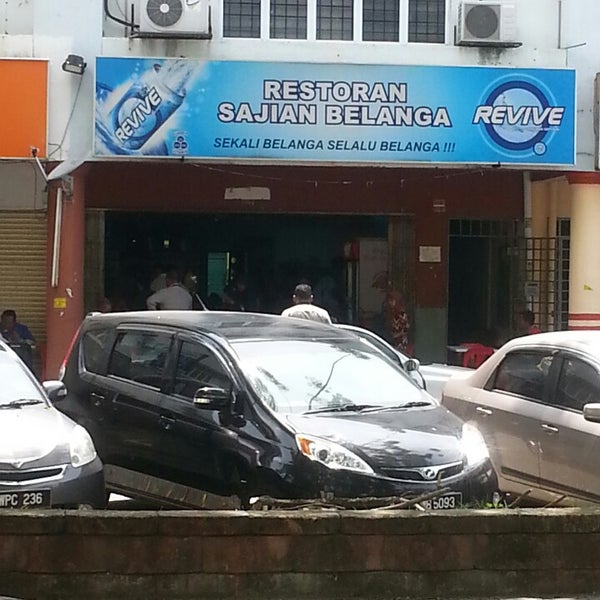 REVIVE
RESTORAN
SAJIAN BELANGA
SEKALI BELANGA SELALU BELANGA !!!
REVIVE
WPC 236
5093